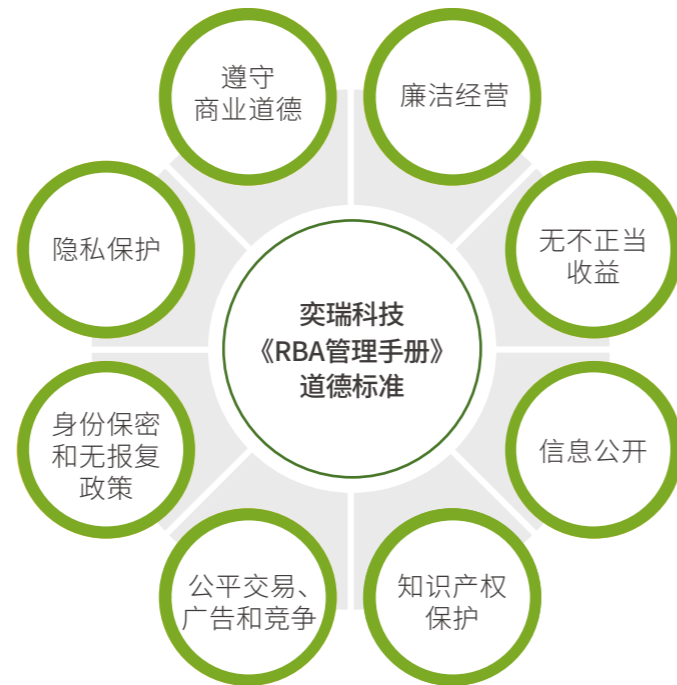 遵守
商业道德
廉洁经营
无不正当
收益
信息公开
知识产权
保护
公平交易、
广告和竞争
身份保密
和无报复
政策
隐私保护
奕瑞科技
《RBA管理手册》
道德标准